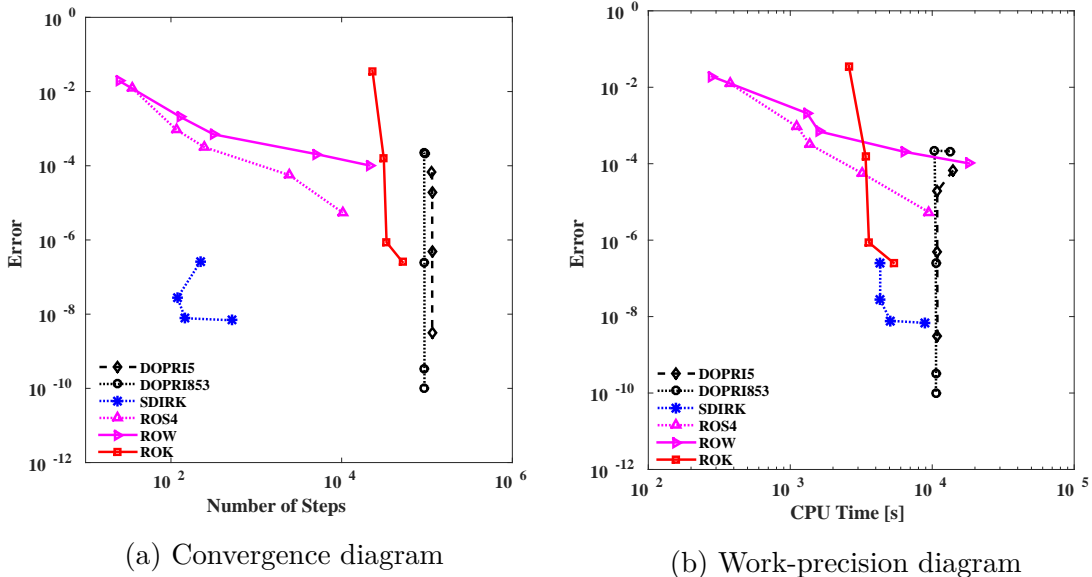 10^0
10^-2
10^-4
10^-6
10^-8
10^-10
10^-12
Error
DOPRI5
DOPRI853
SDIRK
ROS4
ROW
ROK
10^2
10^4
10^6
Number of Steps
(a) Convergence diagram
10^0
10^-2
10^-4
10^-6
10^-8
10^-10
10^-12
Error
DOPRI5
DOPRI853
SDIRK
ROS4
ROW
ROK
10^2
10^3
10^4
10^5
CPU Time [s]
(b) Work-precision diagram